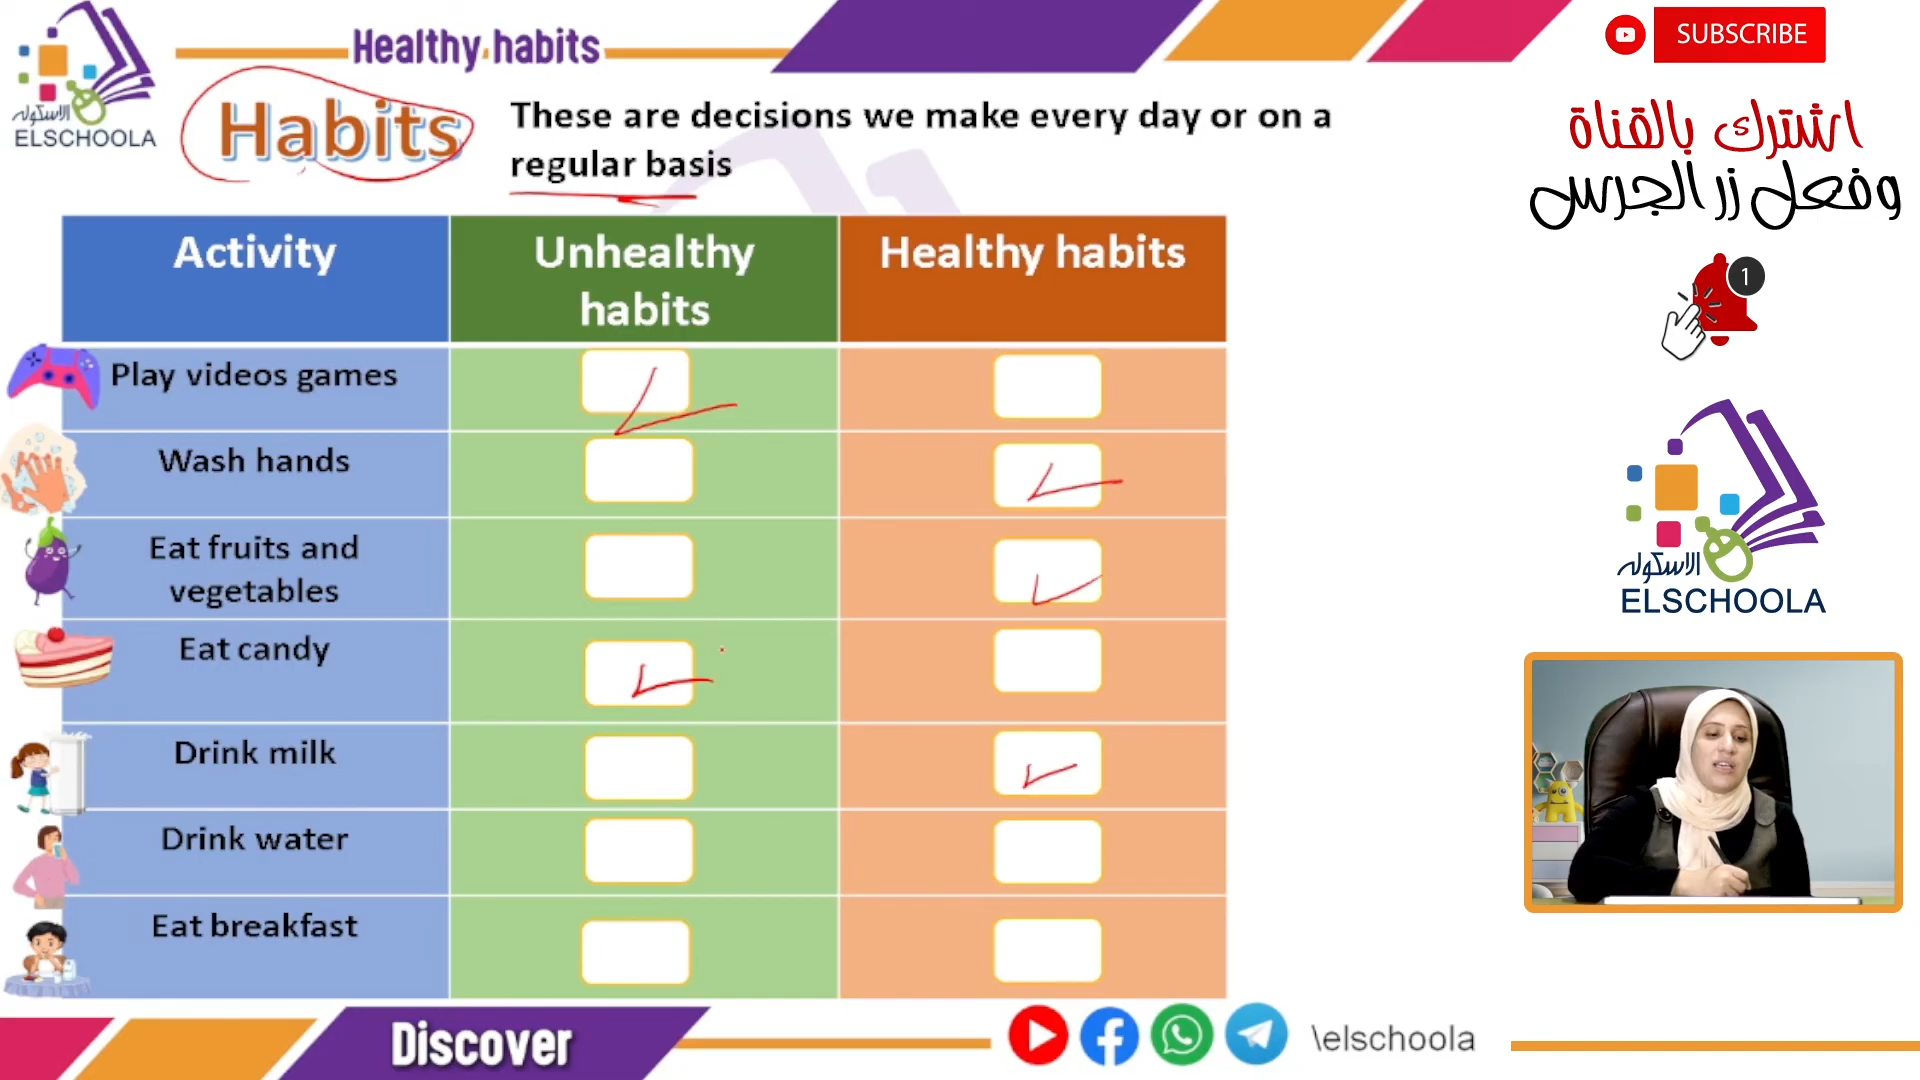 Healthy habits
SUBSCRIBE
الاسكوله
ELSCHOOLA
Habits
These are decisions we make every day or on a
regular basis
اشترك بالقناة
وفعل زر الجرس
1
Activity
Unhealthy
habits
Healthy habits
Play videos games
Wash hands
Eat fruits and
vegetables
Eat candy
Drink milk
Drink water
Eat breakfast
الاسكوله
ELSCHOOLA
Discover
\elschoola